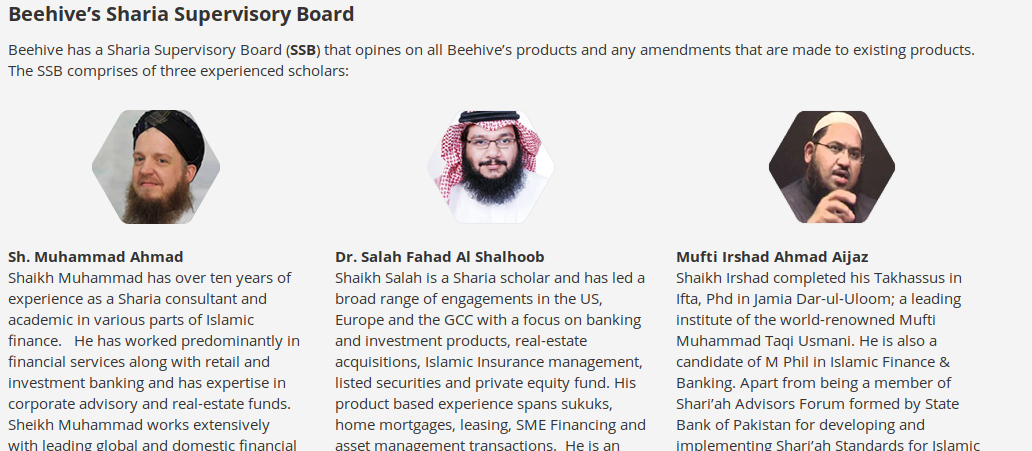 Beehive’s Sharia Supervisory Board
Beehive has a Sharia Supervisory Board (SSB) that opines on all Beehive’s products and any amendments that are made to existing products.
The SSB comprises of three experienced scholars:
Sh. Muhammad Ahmad
Shaikh Muhammad has over ten years of
experience as a Sharia consultant and
academic in various parts of Islamic
finance.   He has worked predominantly in
financial services along with retail and
investment banking and has expertise in
corporate advisory and real-estate funds.
Sheikh Muhammad works extensively
with leading global and domestic financial
Dr. Salah Fahad Al Shalhoob
Shaikh Salah is a Sharia scholar and has led a
broad range of engagements in the US,
Europe and the GCC with a focus on banking
and investment products, real-estate
acquisitions, Islamic Insurance management,
listed securities and private equity fund. His
product based experience spans sukuks,
home mortgages, leasing, SME Financing and
asset management transactions.  He is an
Mufti Irshad Ahmad Aijaz
Shaikh Irshad completed his Takhassus in
Ifta, Phd in Jamia Dar-ul-Uloom; a leading
institute of the world-renowned Mufti
Muhammad Taqi Usmani. He is also a
candidate of M Phil in Islamic Finance &
Banking. Apart from being a member of
Shari’ah Advisors Forum formed by State
Bank of Pakistan for developing and
implementing Shari’ah Standards for Islamic